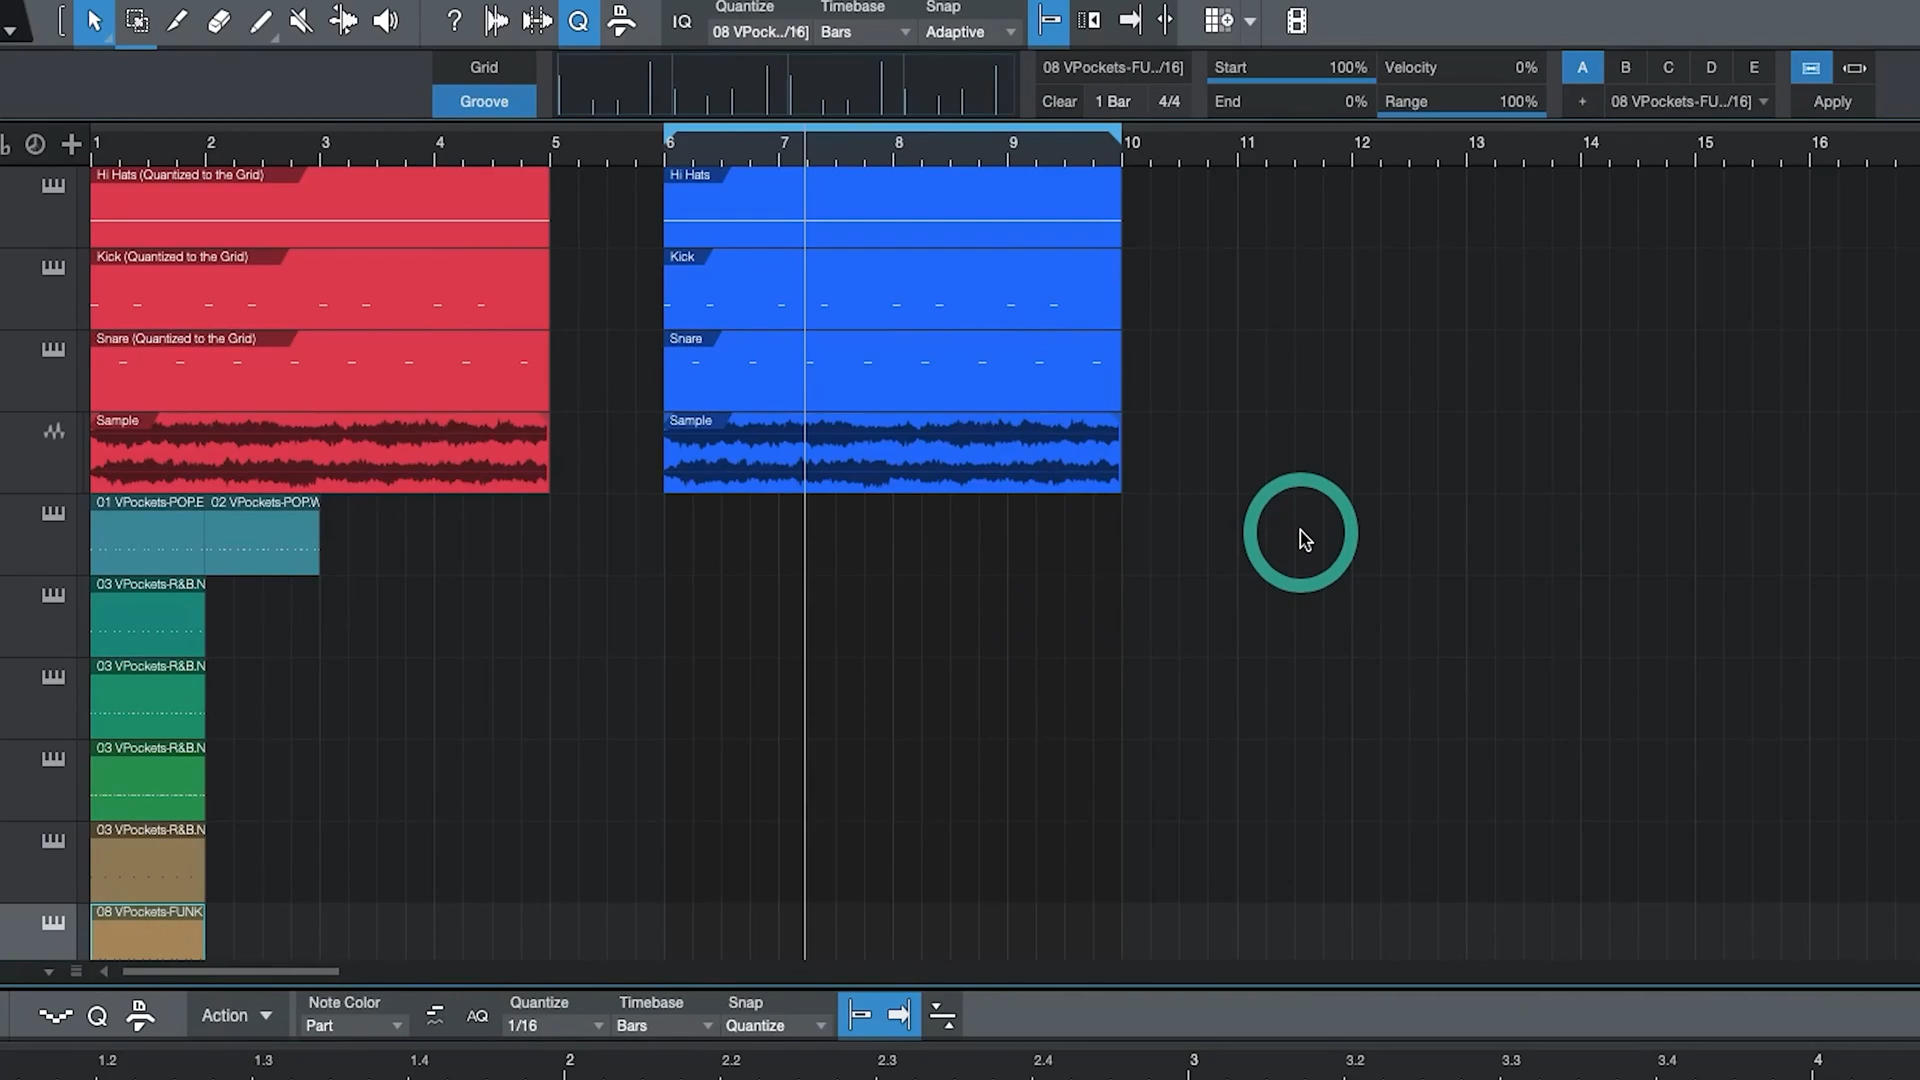 ? IQ Quantize Timebase Snap
08 VPock../16] Bars Adaptive
Grid 08 VPockets-FU../16] Start 100% Velocity 0% A B C D E
Groove Clear 1 Bar 4/4 End 0% Range 100% + 08 VPockets-FU../16] Apply
1 2 3 4 5 6 7 8 9 10 11 12 13 14 15 16
Hi Hats (Quantized to the Grid) Hi Hats
Kick (Quantized to the Grid) Kick
Snare (Quantized to the Grid) Snare
Sample Sample
01 VPockets-POP.E 02 VPockets-POP.W
03 VPockets-R&B.N
03 VPockets-R&B.N
03 VPockets-R&B.N
03 VPockets-R&B.N
08 VPockets-FUNK
Q Action Note Color AQ Quantize Timebase Snap
Part 1/16 Bars Quantize
1.2 1.3 1.4 2 2.2 2.3 2.4 3 3.2 3.3 3.4 4